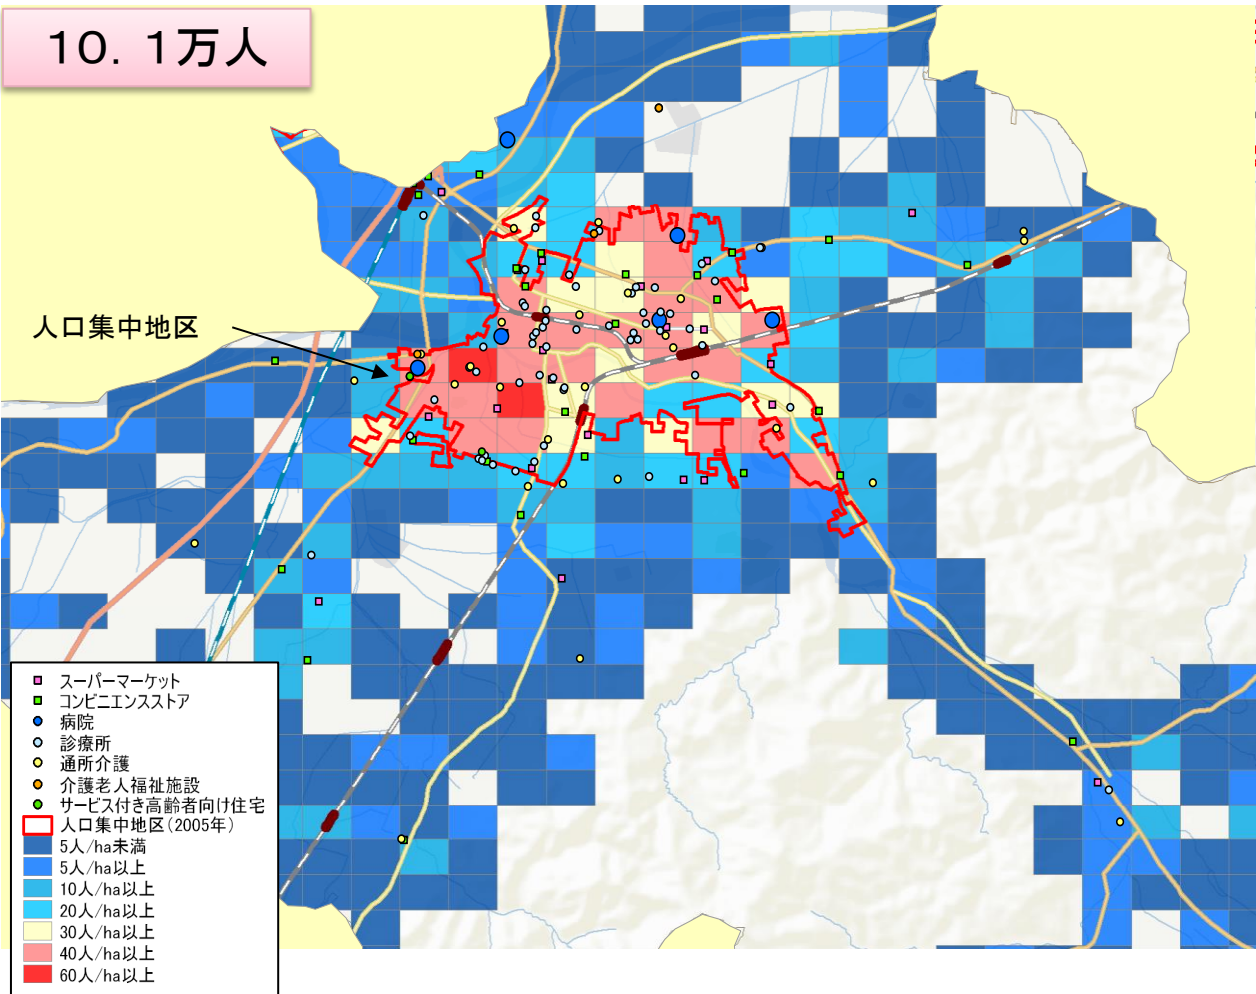 １０．１万人
人口集中地区
スーパーマーケット
コンビニエンスストア
病院
診療所
通所介護
介護老人福祉施設
サービス付き高齢者向け住宅
人口集中地区(2005年)
5人/ha未満
5人/ha以上
10人/ha以上
20人/ha以上
30人/ha以上
40人/ha以上
60人/ha以上